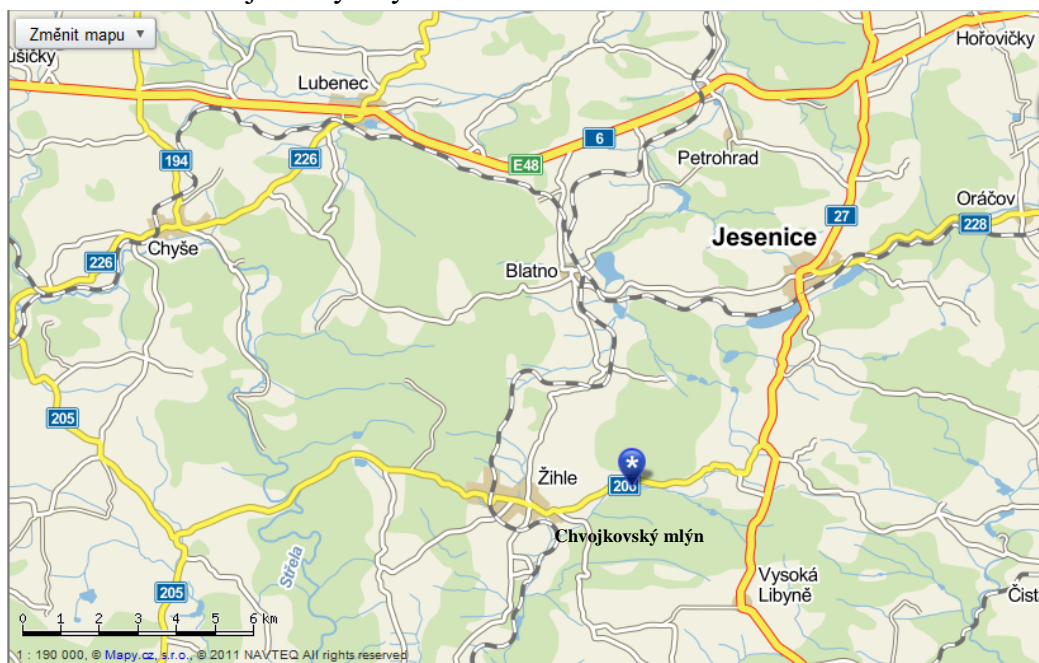 Změnit mapu ▼
ušičky
Hořovičky
Lubenec
6
226
E48
194
Petrohrad
Oráčov
27
228
Jesenice
Chyše
226
Blatno
205
Žihle
206
Chvojkovský mlýn
Střela
Vysoká
Libyně
205
Čist
0 1 2 3 4 5 6 km
1 : 190 000, © Mapy.cz, s.r.o., © 2011 NAVTEQ All rights reserved